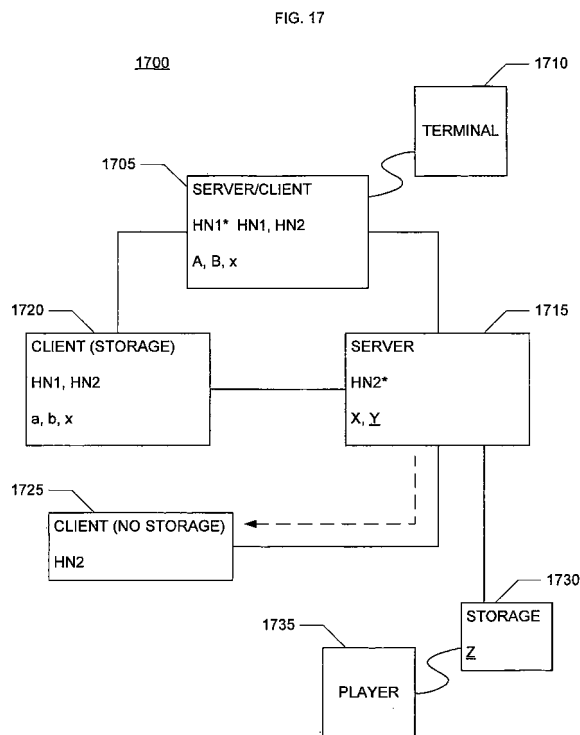 FIG. 17
1700
1710
TERMINAL
1705
SERVER/CLIENT
HN1* HN1, HN2
A, B, x
1720
CLIENT (STORAGE)
HN1, HN2
a, b, x
1715
SERVER
HN2*
X, Y
1725
CLIENT (NO STORAGE)
HN2
1730
STORAGE
Z
1735
PLAYER